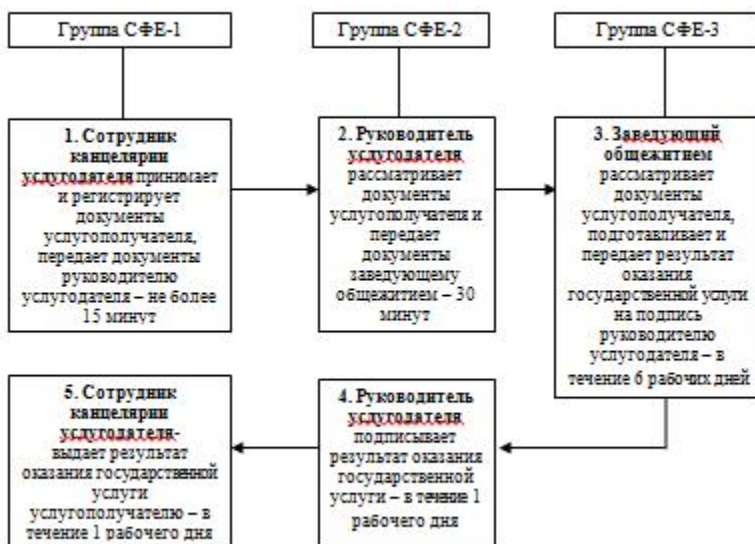 Группа СФЕ-1
Группа СФЕ-2
Группа СФЕ-3
1. Сотрудник
канцелярии
услугодателя принимает
и регистрирует
документы
услугополучателя,
передает документы
руководителю
услугодателя – не более
15 минут
2. Руководитель
услугодателя
рассматривает
документы
услугополучателя и
передает
документы
заведующему
общежитием – 30
минут
3. Заведующий
общежитием
рассматривает
документы
услугополучателя,
подготавливает и
передает результат
оказания
государственной услуги
на подпись
руководителю
услугодателя – в
течение 6 рабочих дней
4. Руководитель
услугодателя
подписывает
результат оказания
государственной
услуги – в течение 1
рабочего дня
5. Сотрудник
канцелярии
услугодателя-
выдает результат
оказания государственной
услуги
услугополучателю – в
течение 1 рабочего дня